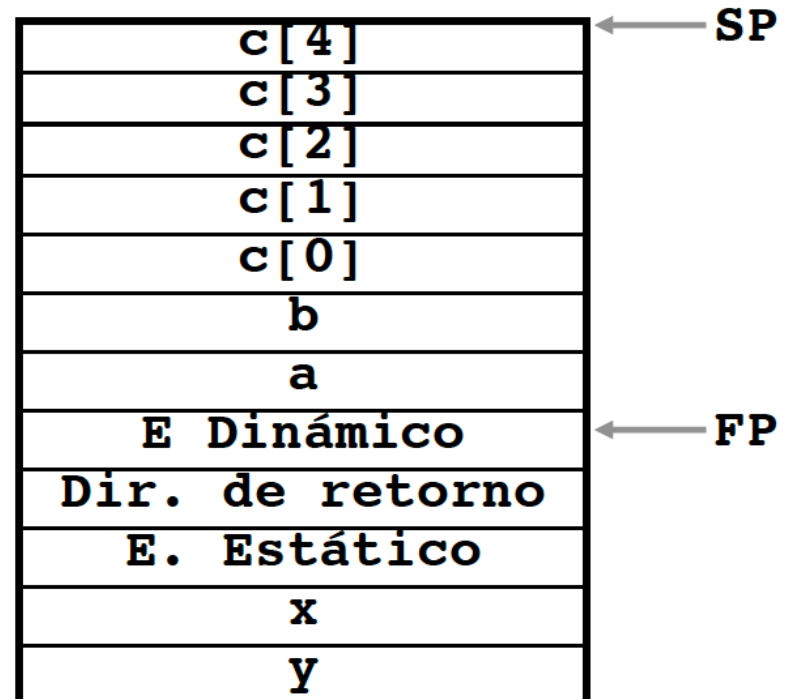 c[4]
SP
c[3]
c[2]
c[1]
c[0]
b
a
E Dinámico
FP
Dir. de retorno
E. Estático
x
y